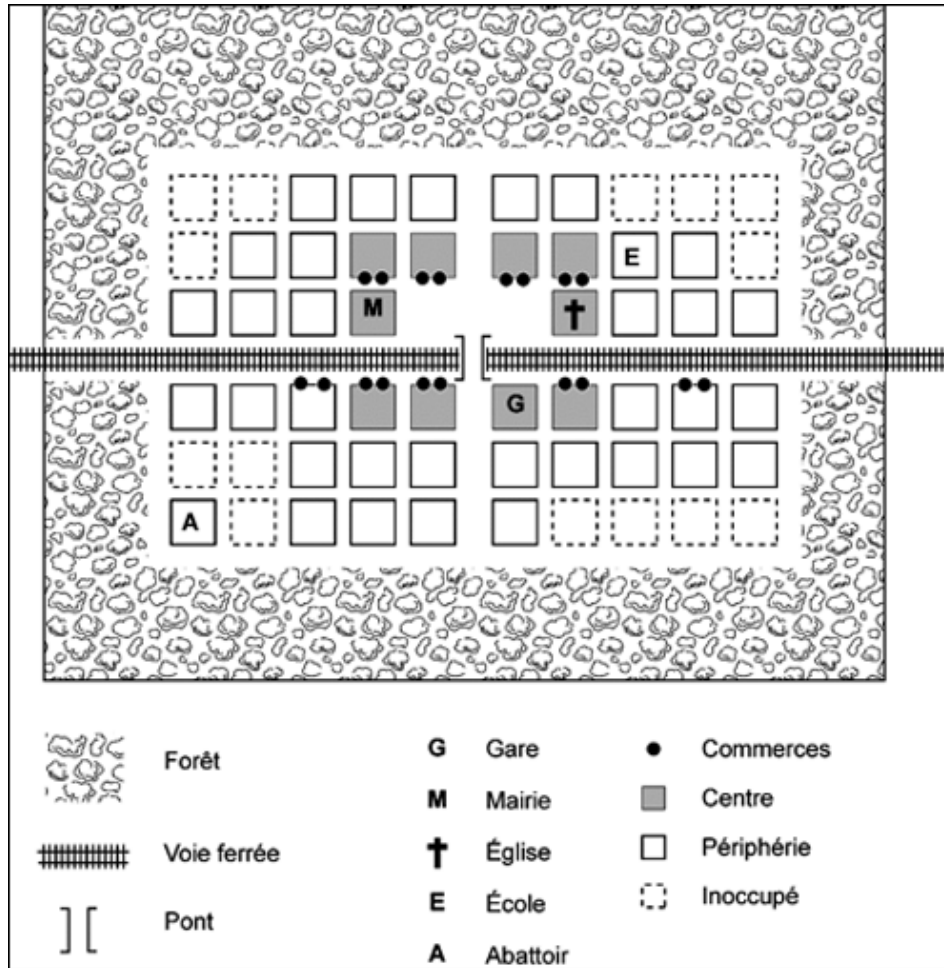 E
M
G
A
Forêt
Voie ferrée
Pont
G Gare
M Mairie
Église
E École
A Abattoir
Commerces
Centre
Périphérie
Inoccupé